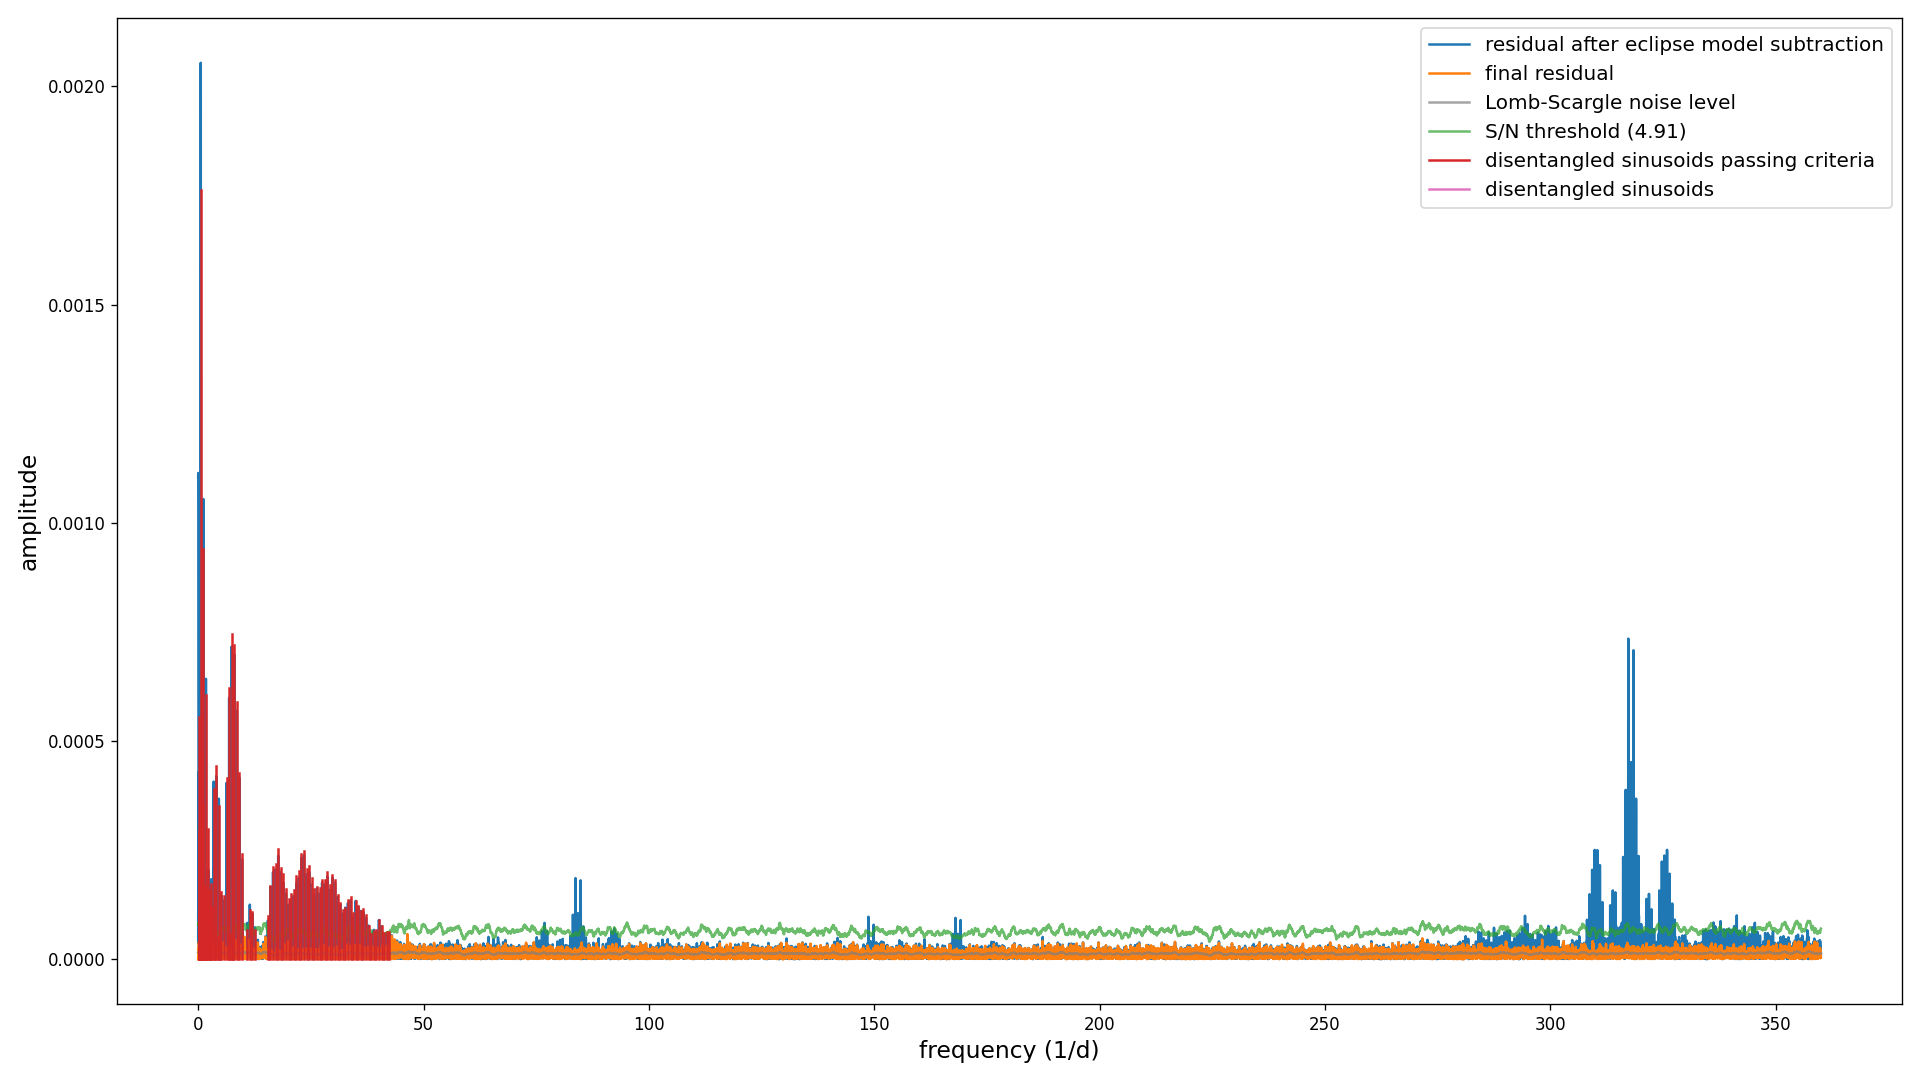 residual after eclipse model subtraction
final residual
Lomb-Scargle noise level
S/N threshold (4.91)
disentangled sinusoids passing criteria
disentangled sinusoids
amplitude
0.0020
0.0015
0.0010
0.0005
0.0000
0 50 100 150 200 250 300 350
frequency (1/d)